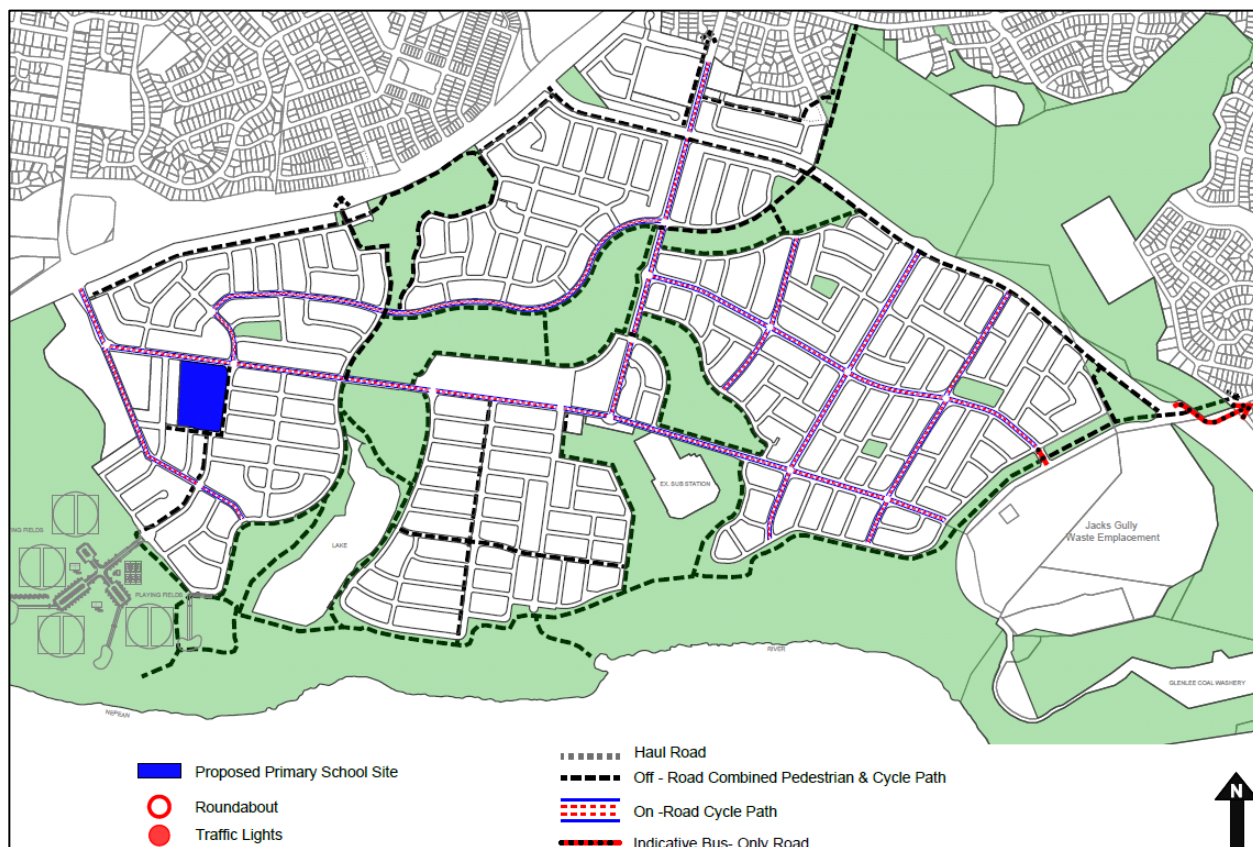 EX. SUB STATION
Jacks Gully
Waste Emplacement
ING FIELDS
LAKE
PLAYING FIELDS
RIVER
GLENLEE COAL WASHERY
NEPEAN
Proposed Primary School Site
Roundabout
Traffic Lights
Haul Road
Off - Road Combined Pedestrian & Cycle Path
On -Road Cycle Path
Indicative Bus- Only Road
N